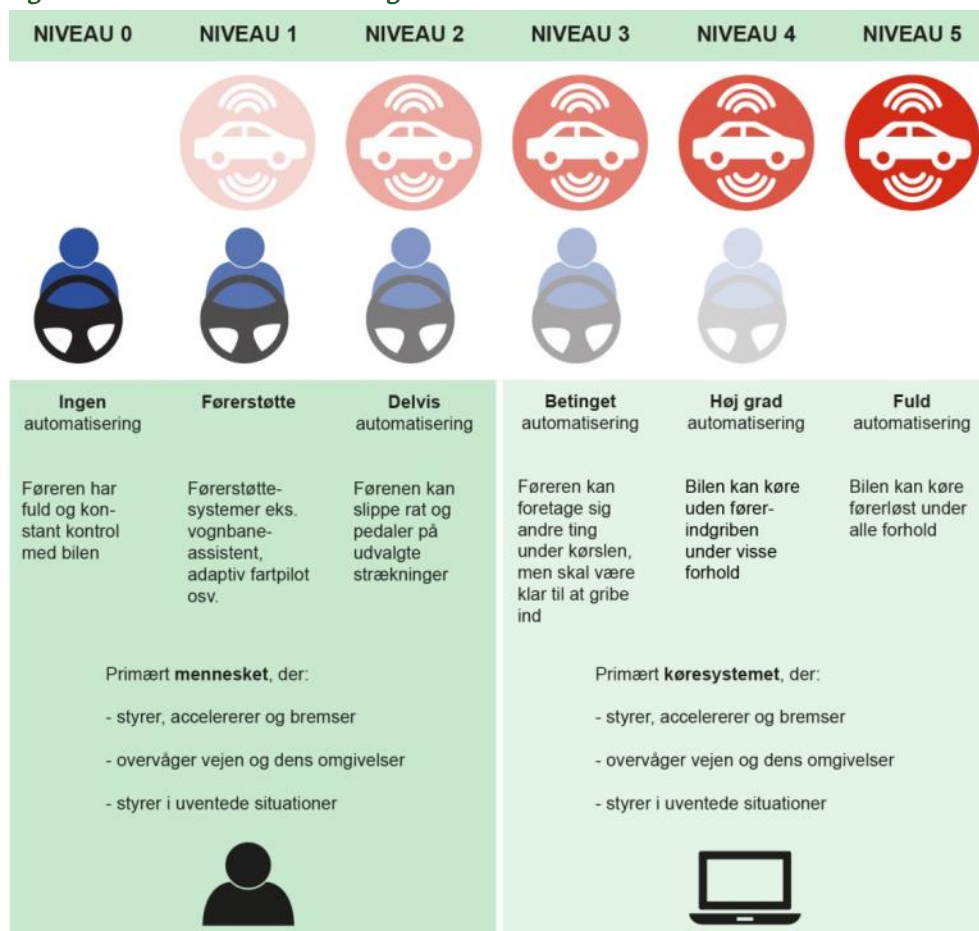 NIVEAU 0
NIVEAU 1
NIVEAU 2
NIVEAU 3
NIVEAU 4
NIVEAU 5
Ingen
automatisering
Føreren har
fuld og kon-
stant kontrol
med bilen
Førerstøtte
Førerstøtte-
systemer eks.
vognbane-
assistent,
adaptiv fartpilot
osv.
Delvis
automatisering
Førenen kan
slippe rat og
pedaler på
udvalgte
strækninger
Betinget
automatisering
Føreren kan
foretage sig
andre ting
under kørslen,
men skal være
klar til at gribe
ind
Høj grad
automatisering
Bilen kan køre
uden fører-
indgriben
under visse
forhold
Fuld
automatisering
Bilen kan køre
førerløst under
alle forhold
Primært mennesket, der:
- styrer, accelererer og bremser
- overvåger vejen og dens omgivelser
- styrer i uventede situationer
Primært køresystemet, der:
- styrer, accelererer og bremser
- overvåger vejen og dens omgivelser
- styrer i uventede situationer